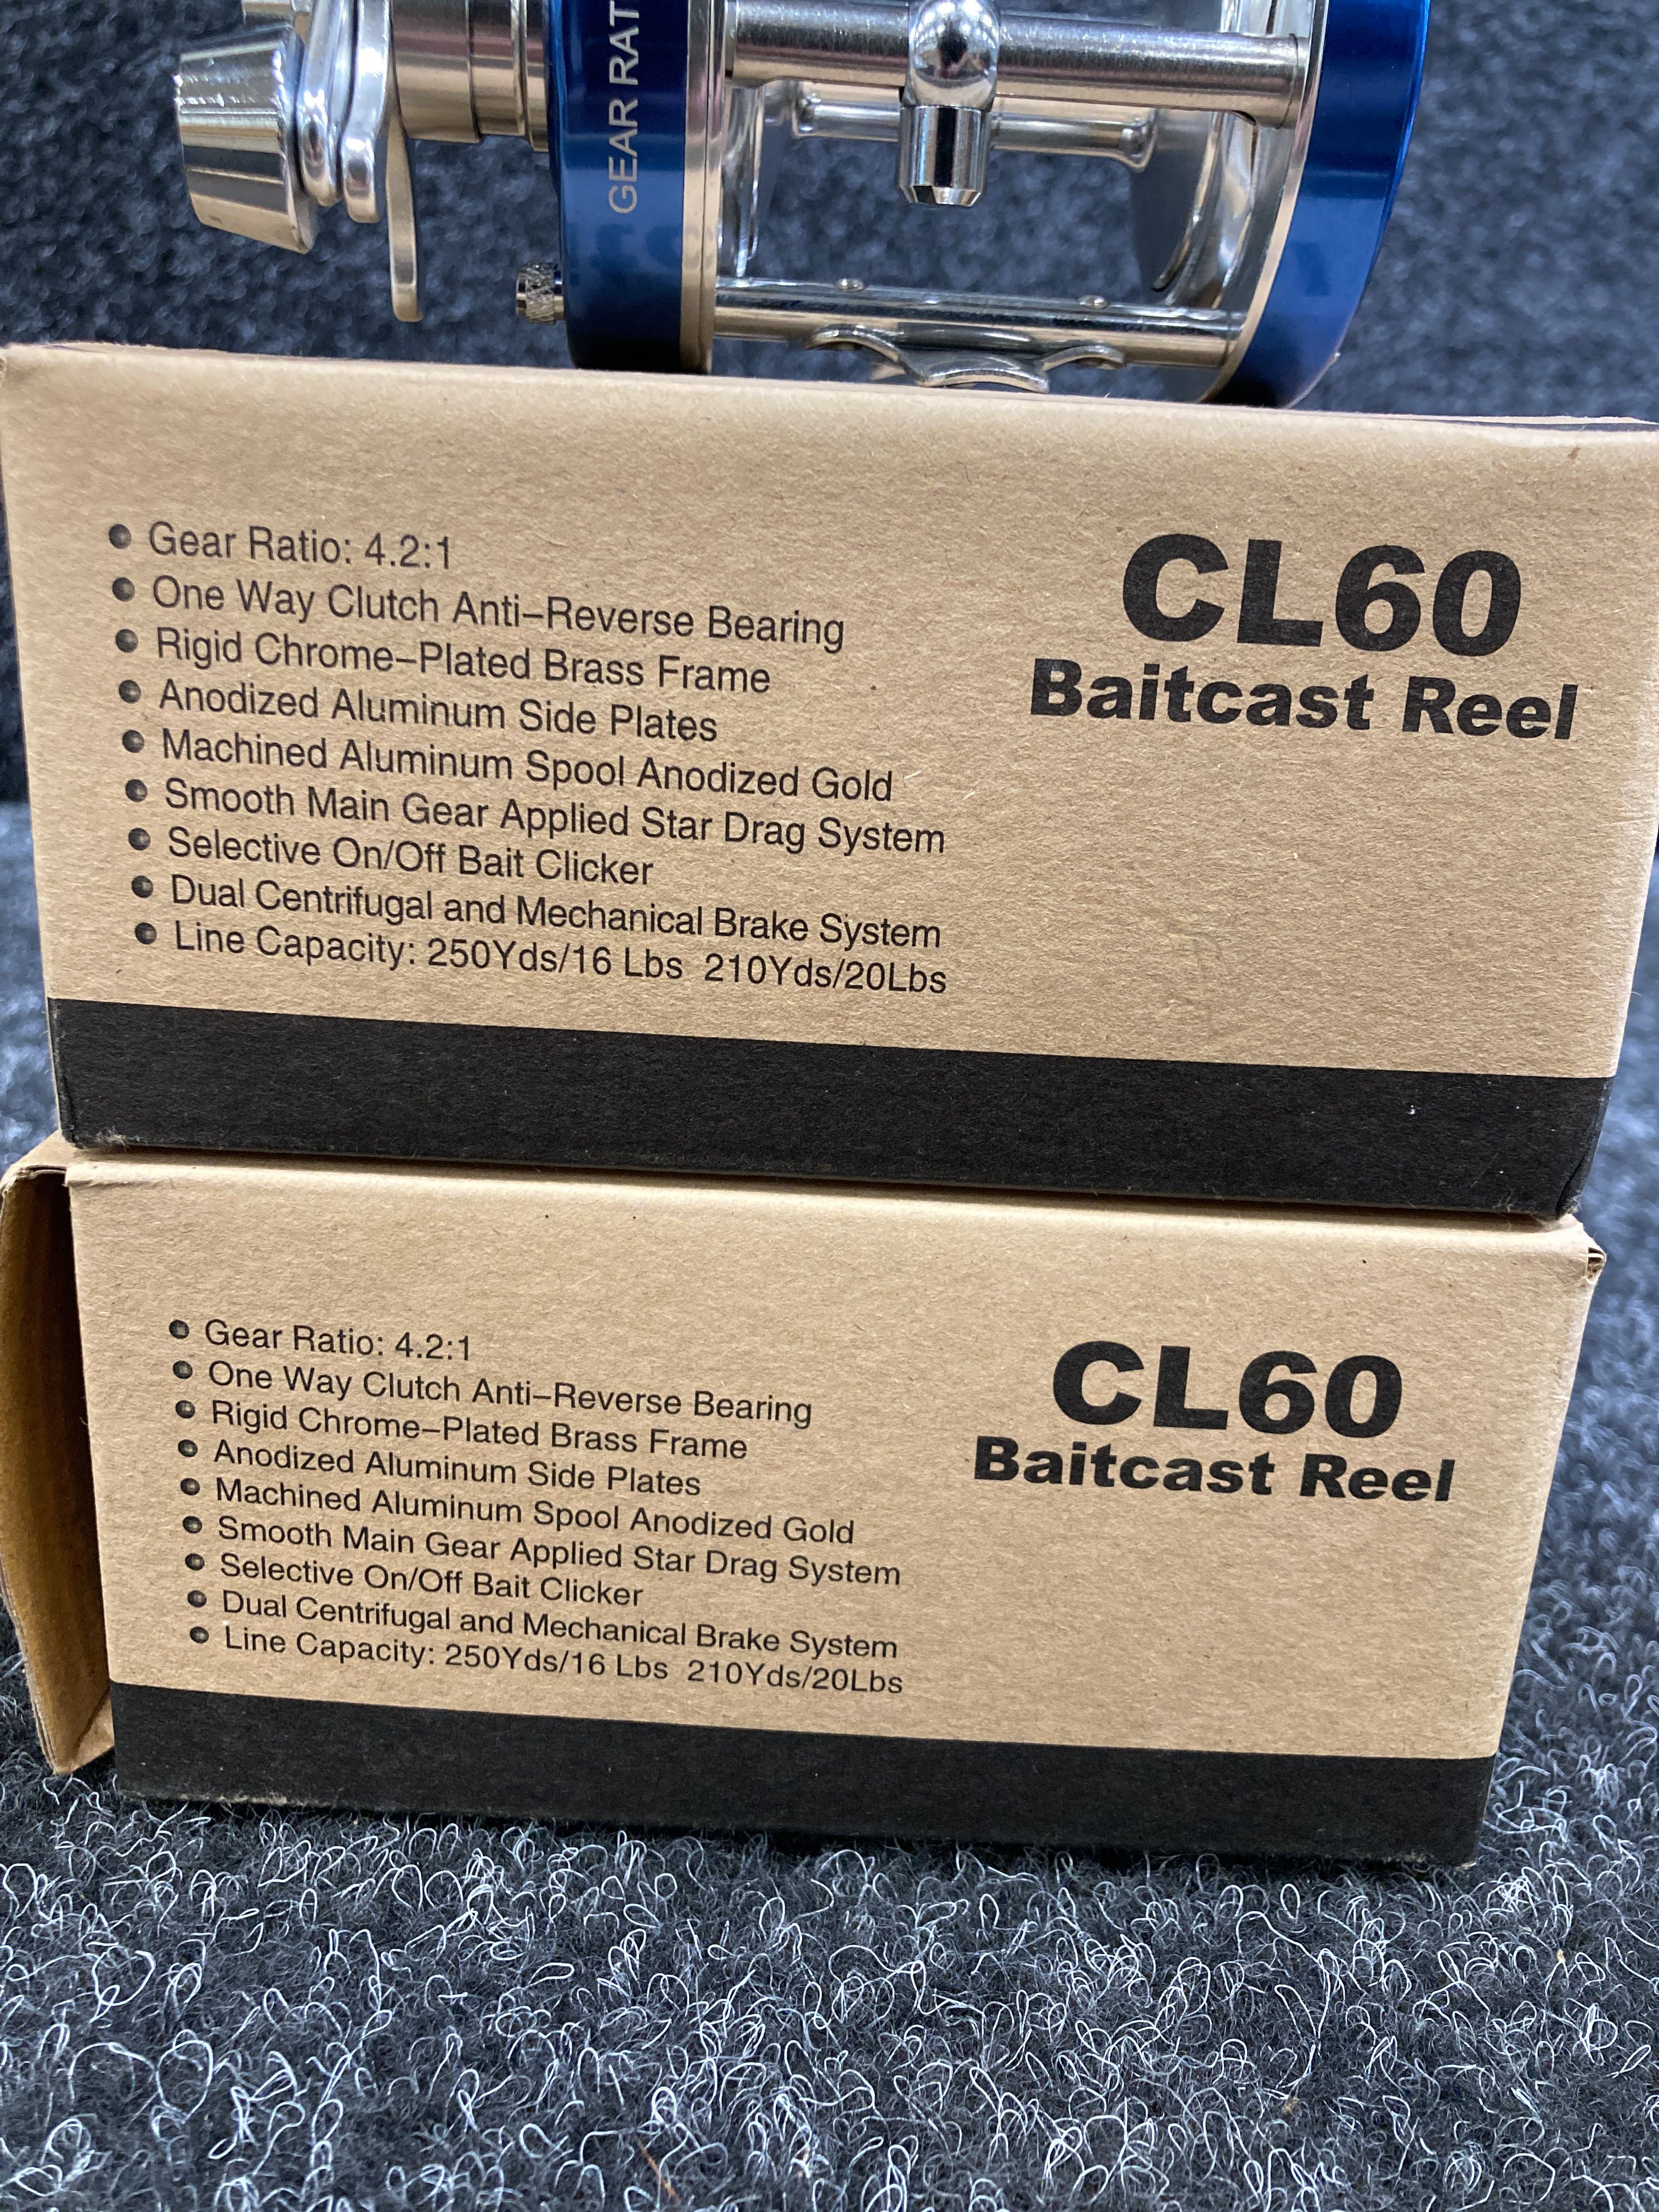 GEAR RAT
• Gear Ratio: 4.2:1
• One Way Clutch Anti-Reverse Bearing
• Rigid Chrome-Plated Brass Frame
• Anodized Aluminum Side Plates
• Machined Aluminum Spool Anodized Gold
• Smooth Main Gear Applied Star Drag System
• Selective On/Off Bait Clicker
• Dual Centrifugal and Mechanical Brake System
• Line Capacity: 250Yds/16 Lbs 210Yds/20Lbs
CL60
Baitcast Reel
• Gear Ratio: 4.2:1
• One Way Clutch Anti-Reverse Bearing
• Rigid Chrome-Plated Brass Frame
• Anodized Aluminum Side Plates
• Machined Aluminum Spool Anodized Gold
• Smooth Main Gear Applied Star Drag System
• Selective On/Off Bait Clicker
• Dual Centrifugal and Mechanical Brake System
• Line Capacity: 250Yds/16 Lbs 210Yds/20Lbs
CL60
Baitcast Reel